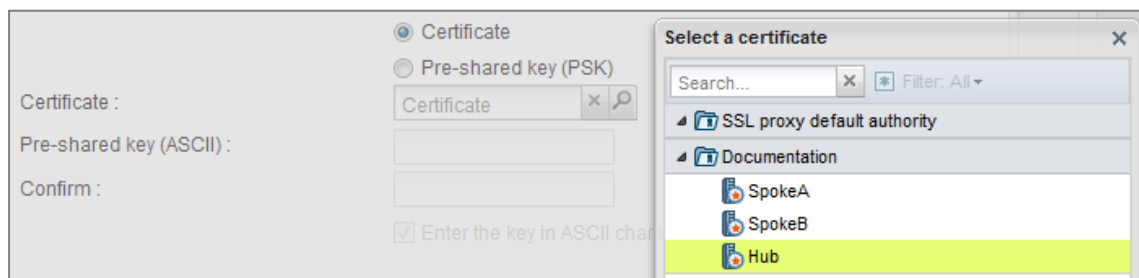 Certificate
Pre-shared key (PSK)
Certificate :
Certificate
Pre-shared key (ASCII) :
Confirm :
Enter the key in ASCII char
Select a certificate
Search...
Filter: All
SSL proxy default authority
Documentation
SpokeA
SpokeB
Hub